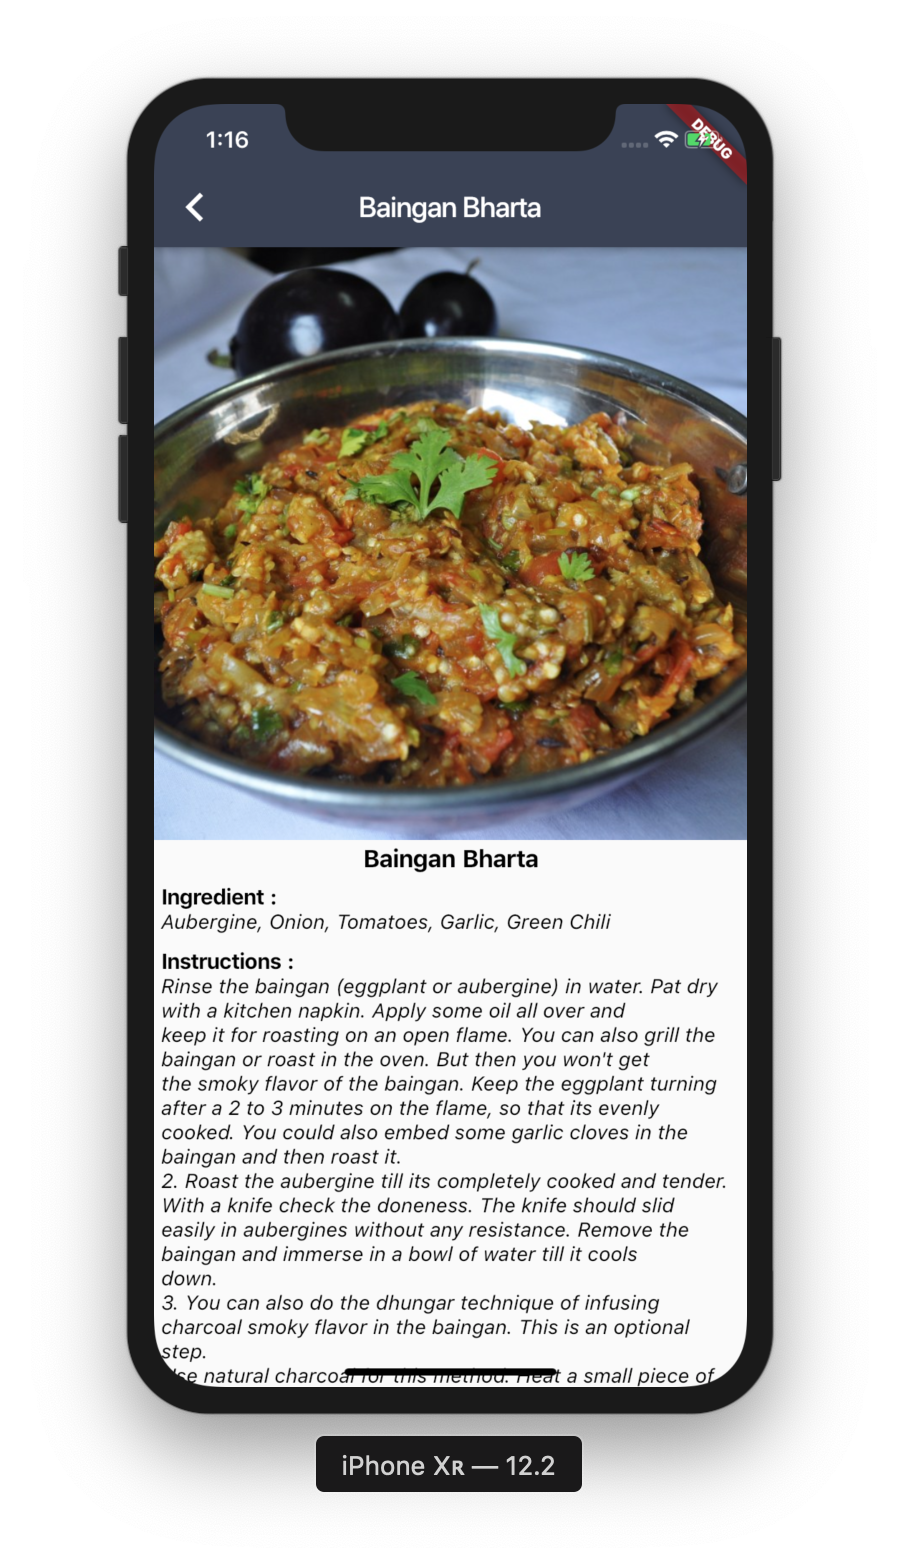 1:16
DEBUG
Baingan Bharta
Baingan Bharta
Ingredient :
Aubergine, Onion, Tomatoes, Garlic, Green Chili
Instructions :
Rinse the baingan (eggplant or aubergine) in water. Pat dry
with a kitchen napkin. Apply some oil all over and
keep it for roasting on an open flame. You can also grill the
baingan or roast in the oven. But then you won't get
the smoky flavor of the baingan. Keep the eggplant turning
after a 2 to 3 minutes on the flame, so that its evenly
cooked. You could also embed some garlic cloves in the
baingan and then roast it.
2. Roast the aubergine till its completely cooked and tender.
With a knife check the doneness. The knife should slid
easily in aubergines without any resistance. Remove the
baingan and immerse in a bowl of water till it cools
down.
3. You can also do the dhungar technique of infusing
charcoal smoky flavor in the baingan. This is an optional
step.
Use natural charcoal for this method. Heat a small piece of
iPhone XR — 12.2